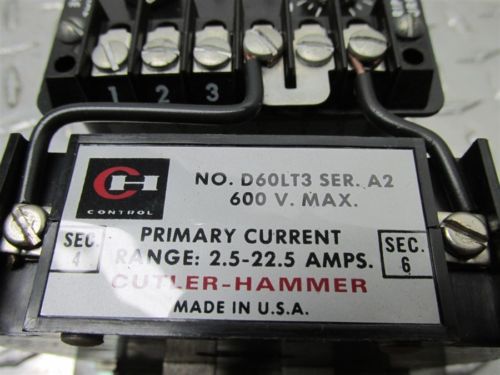 1 2 3
CH
CONTROL
NO. D60LT3 SER. A2
600 V. MAX.
SEC.
4
PRIMARY CURRENT
RANGE: 2.5-22.5 AMPS.
SEC.
6
CUTLER-HAMMER
MADE IN U.S.A.